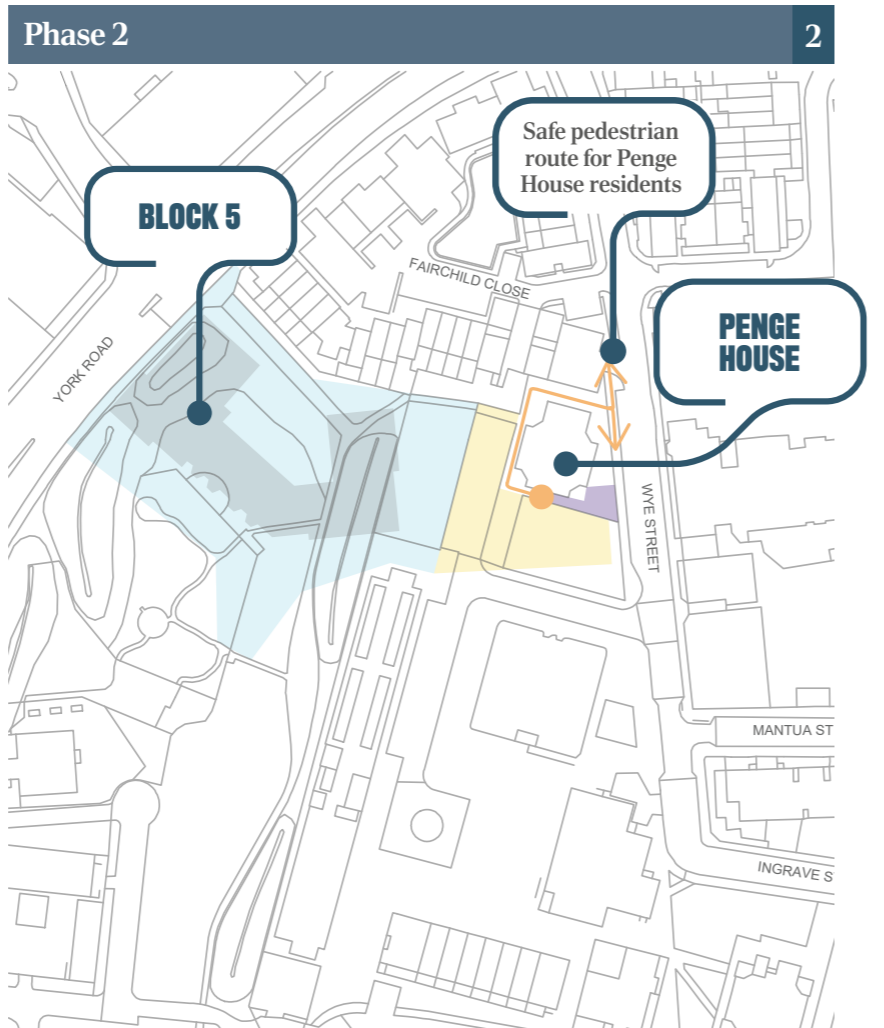 Phase 2
2
Safe pedestrian
route for Penge
House residents
BLOCK 5
FAIRCHILD CLOSE
PENGE
HOUSE
YORK ROAD
WYE STREET
MANTUA ST
INGRAVE S